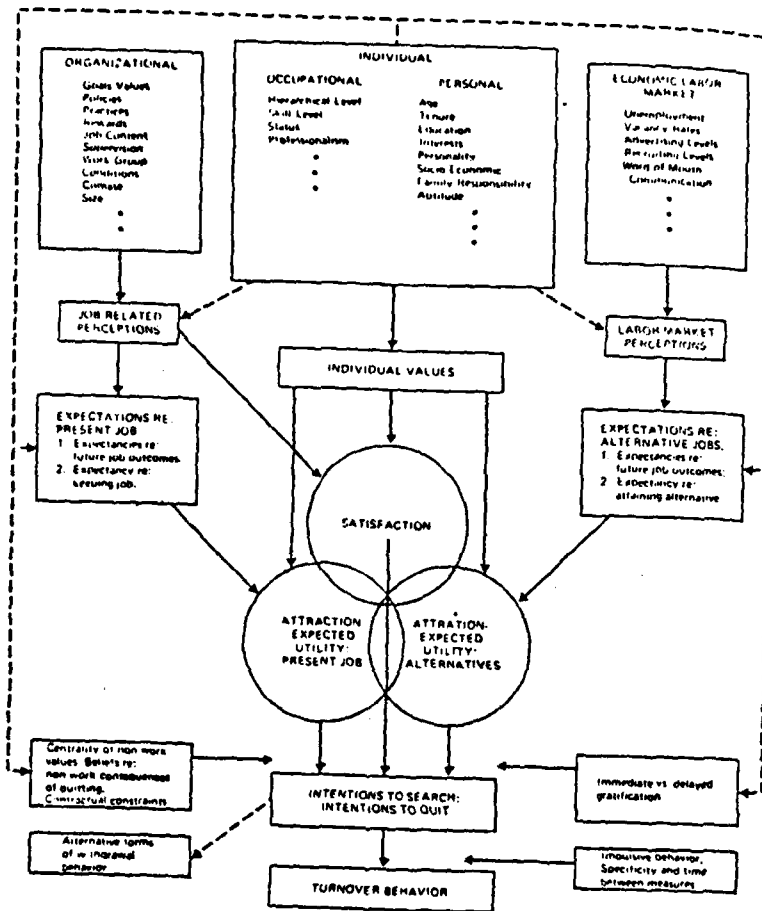 ORGANIZATIONAL
Goals Values
Policies
Practices
Rewards
Job Content
Supervision
Work Group
Conditions
Climate
Size
INDIVIDUAL
OCCUPATIONAL
Hierarchical Level
Skill Level
Status
Professionalism
PERSONAL
Age
Tenure
Education
Interests
Personality
Socio Economic
Family Responsibility
Aptitude
ECONOMIC LABOR
MARKET
Unemployment
Vacancy Rates
Advertising Levels
Recruiting Levels
Word of Mouth
Communication
JOB RELATED
PERCEPTIONS
LABOR MARKET
PERCEPTIONS
INDIVIDUAL VALUES
EXPECTATIONS RE:
PRESENT JOB
1. Expectancies re:
future job outcomes
2. Expectancy re:
keeping job.
EXPECTATIONS RE:
ALTERNATIVE JOBS.
1. Expectancies re:
future job outcomes;
2. Expectancy re:
attaining alternative
SATISFACTION
ATTRACTION
EXPECTED
UTILITY:
PRESENT JOB
ATTRATION-
EXPECTED
UTILITY:
ALTERNATIVES
Centrality of non work
values. Beliefs re:
non work consequences
of quitting.
Contractual constraints
INTENTIONS TO SEARCH:
INTENTIONS TO QUIT
Immediate vs. delayed
gratification
Alternative forms
of withdrawal
behavior
TURNOVER BEHAVIOR
Impulsive behavior,
Specificity and time
between measures